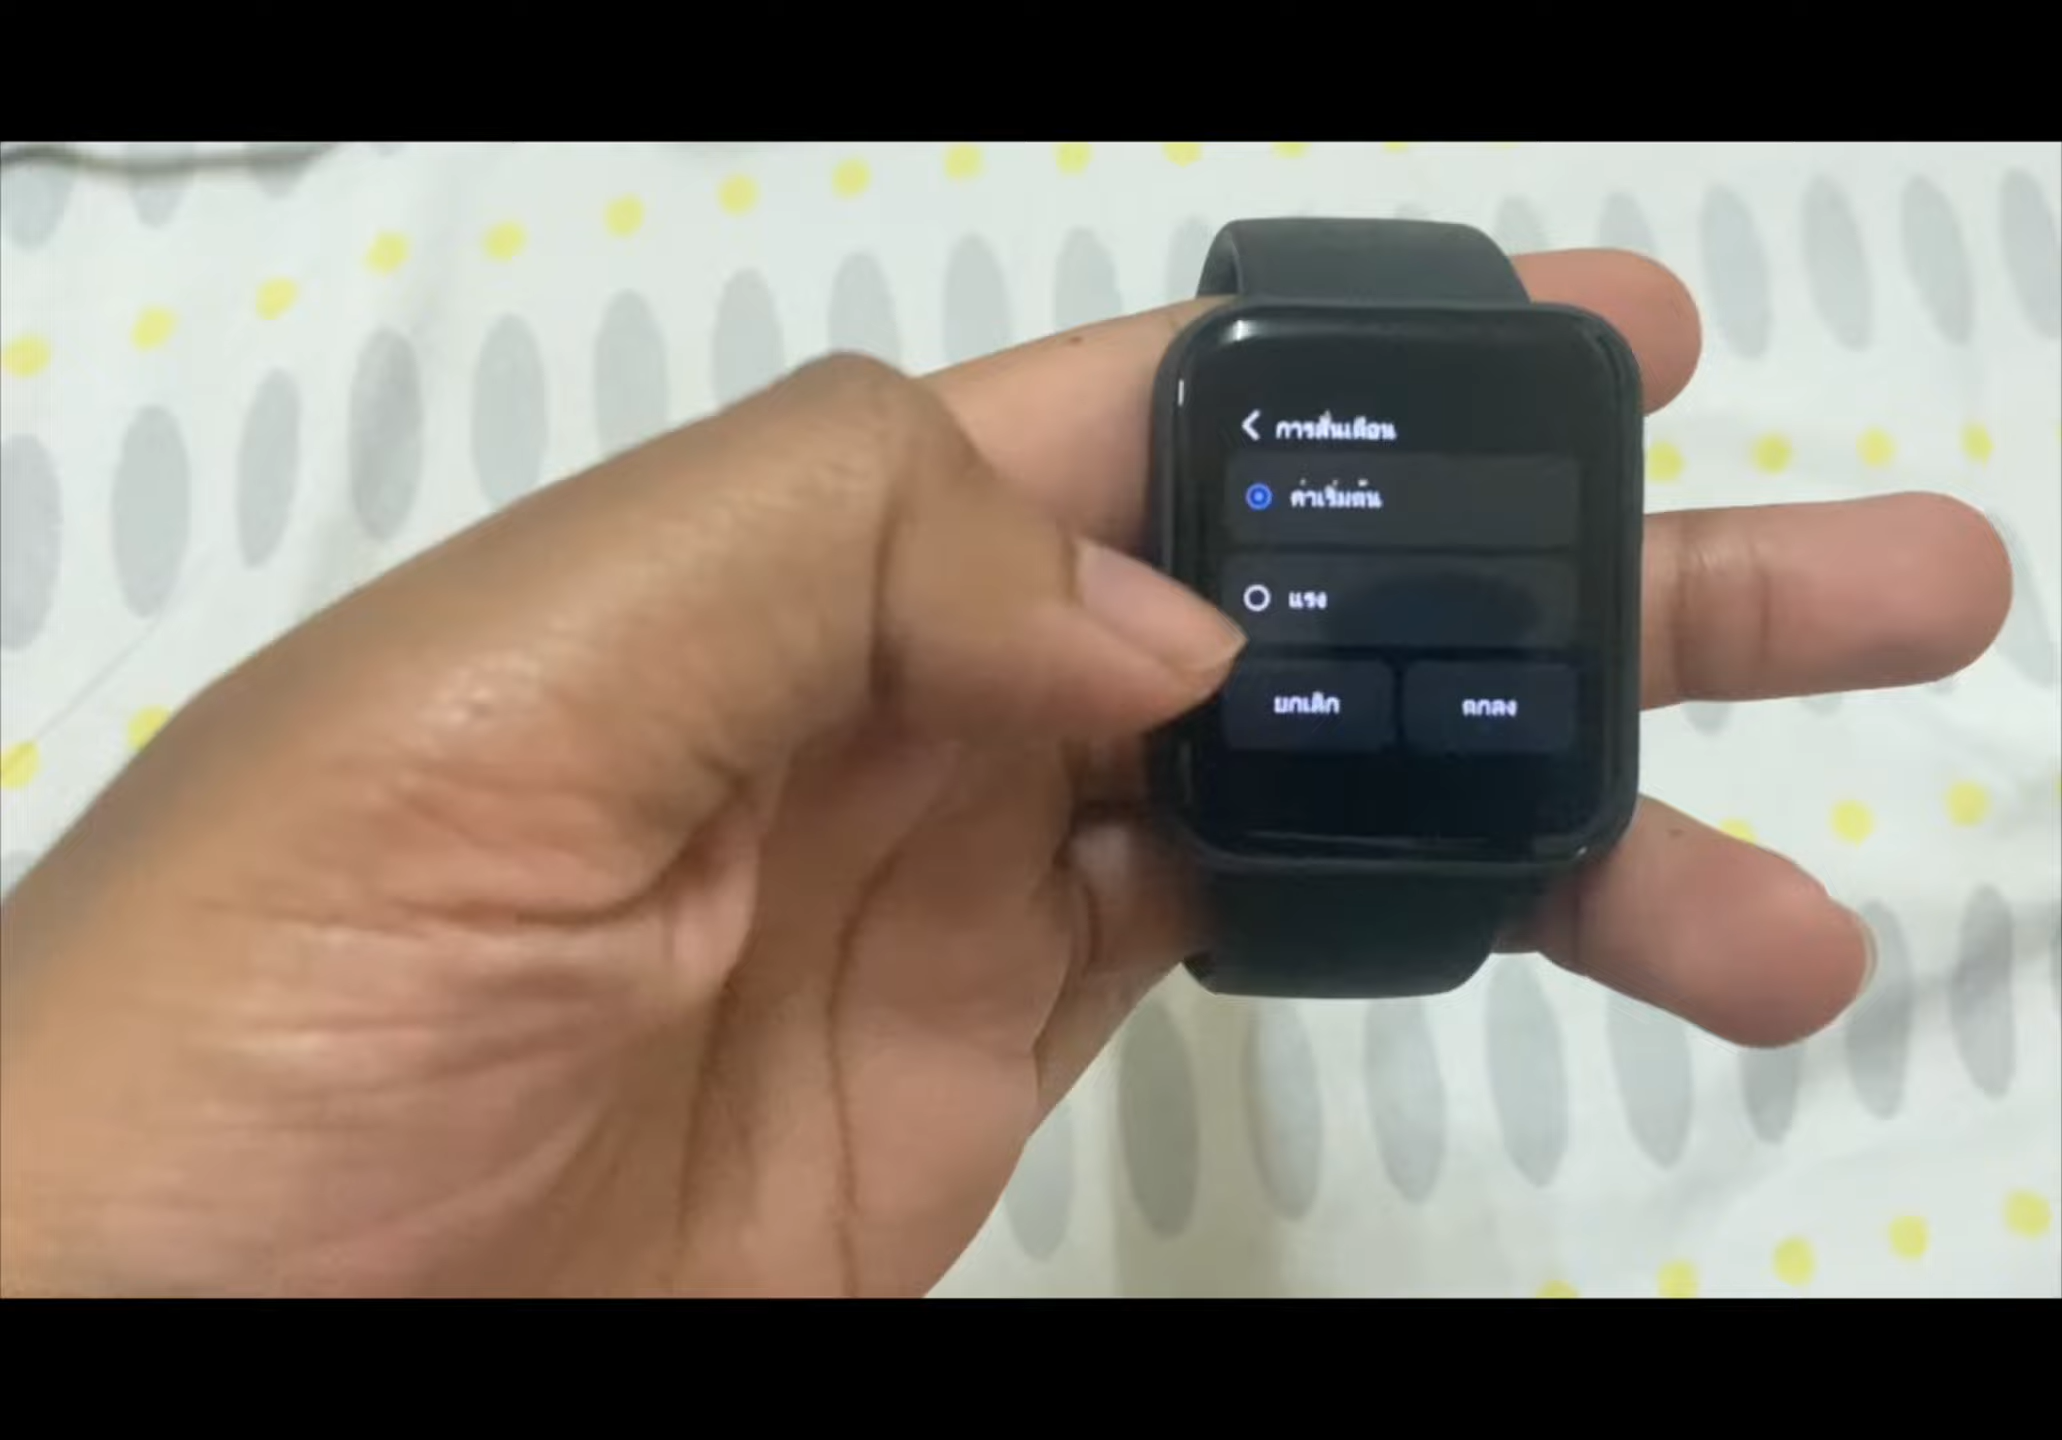 การสั่นเตือน
ค่าเริ่มต้น
แรง
ยกเลิก
ตกลง